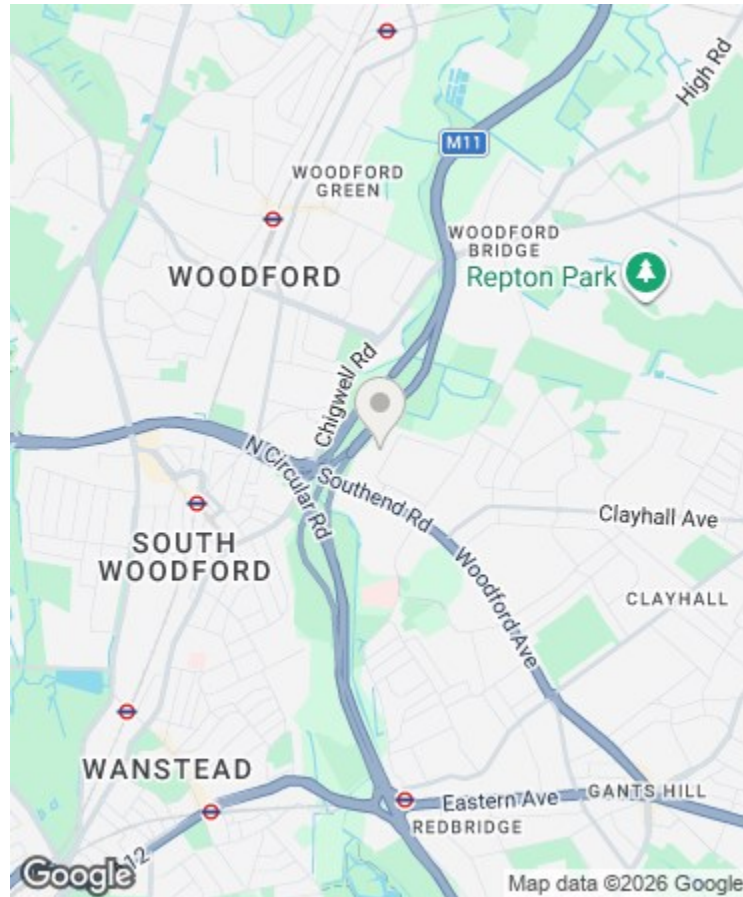 High Rd
M11
WOODFORD
GREEN
WOODFORD
BRIDGE
WOODFORD
Repton Park
Chigwell Rd
N Circular Rd
Southend Rd
Clayhall Ave
SOUTH
WOODFORD
Woodford Ave
CLAYHALL
WANSTEAD
Eastern Ave
GANTS HILL
REDBRIDGE
A12
Google
Map data ©2026 Google